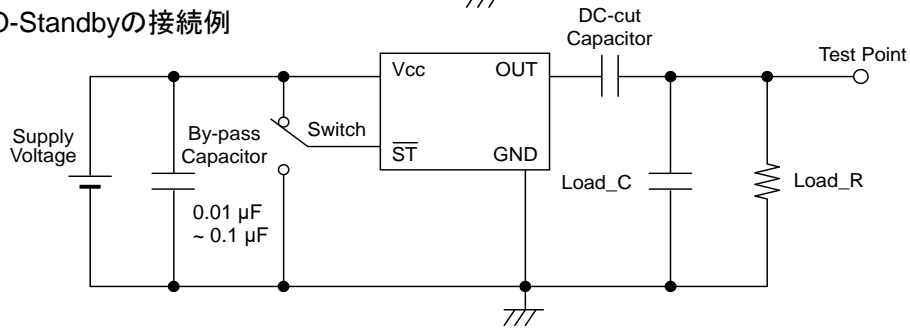 -Standbyの接続例
DC-cut
Capacitor
Test Point
Vcc
OUT
Supply
Voltage
By-pass
Capacitor
Switch
ST
GND
Load_C
Load_R
0.01 µF
~ 0.1 µF